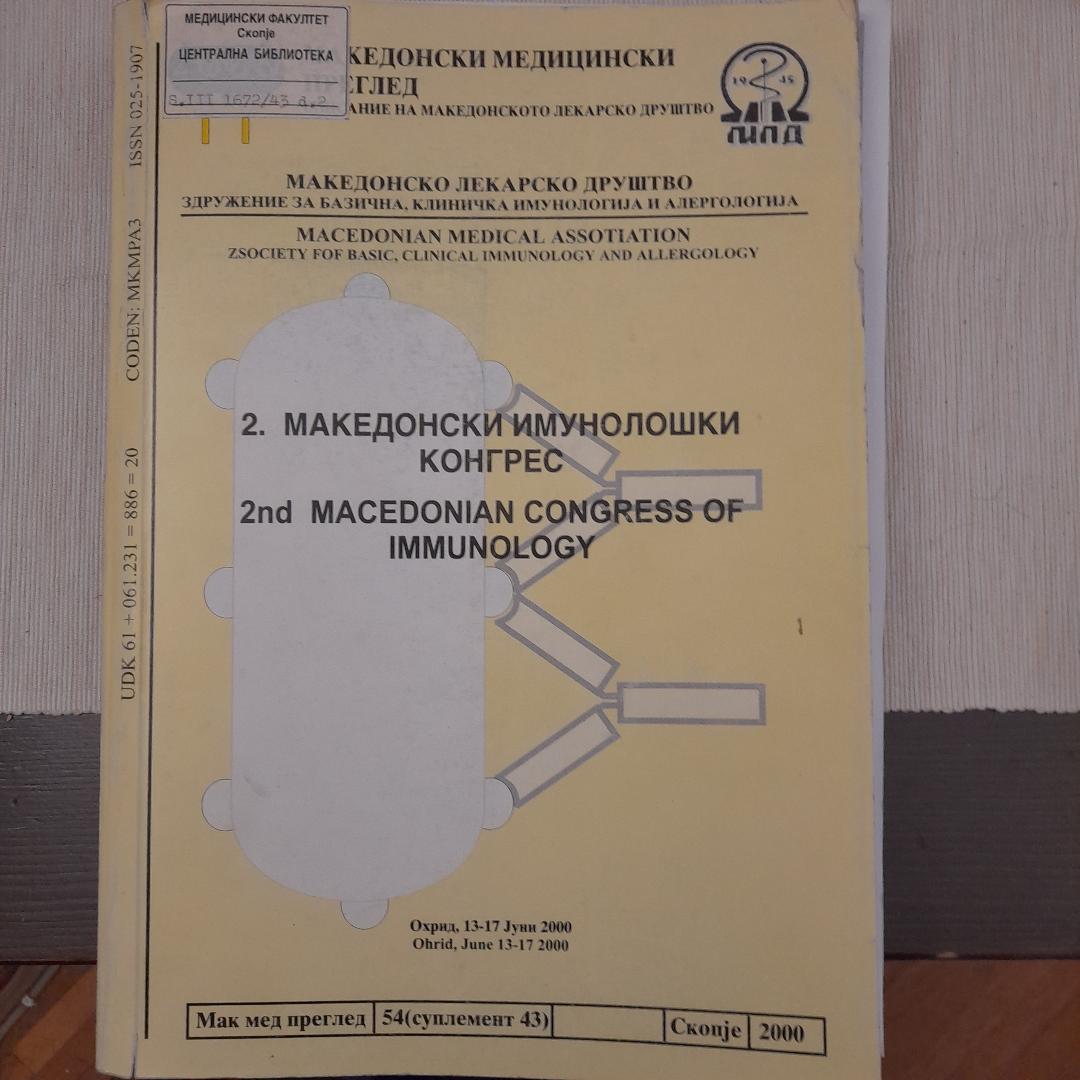 МЕДИЦИНСКИ ФАКУЛТЕТ
Скопје
ЦЕНТРАЛНА БИБЛИОТЕКА
S.III 1672/43 d,2
КЕДОНСКИ МЕДИЦИНСКИ
ЕГЛЕД
АНИЕ НА МАКЕДОНСКОТО ЛЕКАРСКО ДРУШТВО
19 45
МЛД
МАКЕДОНСКО ЛЕКАРСКО ДРУШТВО
ЗДРУЖЕНИЕ ЗА БАЗИЧНА, КЛИНИЧКА ИМУНОЛОГИЈА И АЛЕРГОЛОГИЈА
MACEDONIAN MEDICAL ASSOTIATION
ZSOCIETY FOF BASIC, CLINICAL IMMUNOLOGY AND ALLERGOLOGY
2. МАКЕДОНСКИ ИМУНОЛОШКИ
КОНГРЕС
2nd MACEDONIAN CONGRESS OF
IMMUNOLOGY
Охрид, 13-17 Јуни 2000
Ohrid, June 13-17 2000
Мак мед преглед 54(суплемент 43) Скопје 2000
UDK 61 + 061.231 = 886 = 20 CODEN: MKMPA3 ISSN 025-1907